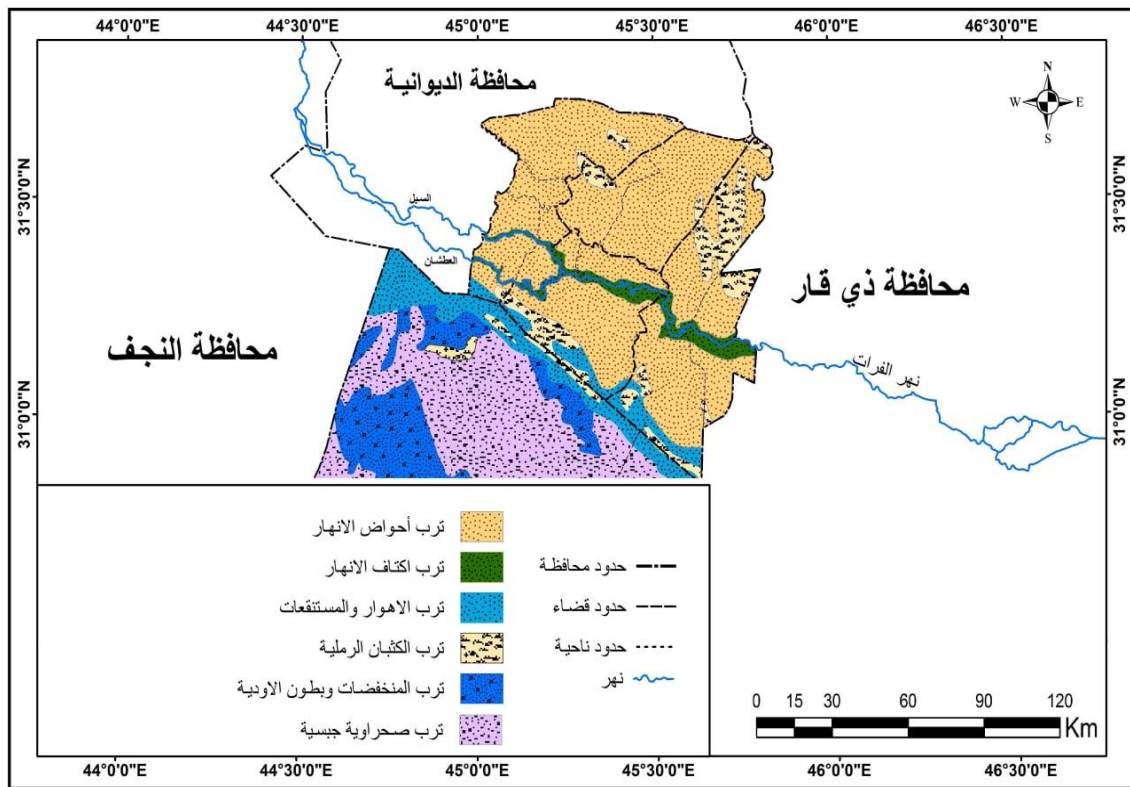 44°0'0"E 44°30'0"E 45°0'0"E 45°30'0"E 46°0'0"E 46°30'0"E
31°30'0"N
31°0'0"N
31°30'0"N
31°0'0"N
N
W E
S
محافظة الديوانية
السبل
العطشان
محافظة ذي قار
محافظة النجف
نهر الفرات
ترب أحواض الانهار
ترب اكتاف الانهار
ترب الاهوار والمستنقعات
ترب الكثبان الرملية
ترب المنخفضات وبطون الاودية
ترب صحراوية جبسية
حدود محافظة
حدود قضاء
حدود ناحية
نهر
0 15 30 60 90 120
Km
44°0'0"E 44°30'0"E 45°0'0"E 45°30'0"E 46°0'0"E 46°30'0"E